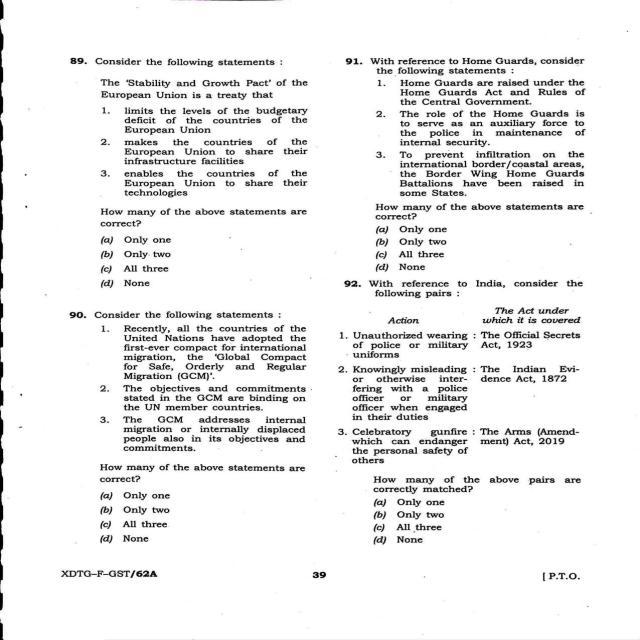 89. Consider the following statements :
The 'Stability and Growth Pact' of the
European Union is a treaty that
1. limits the levels of the budgetary
deficit of the countries of the
European Union
2. makes the countries of the
European Union to share their
infrastructure facilities
3. enables the countries of the
European Union to share their
technologies
How many of the above statements are
correct?
(a) Only one
(b) Only two
(c) All three
(d) None
90. Consider the following statements :
1. Recently, all the countries of the
United Nations have adopted the
first-ever compact for international
migration, the 'Global Compact
for Safe, Orderly and Regular
Migration (GCM)'.
2. The objectives and commitments
stated in the GCM are binding on
the UN member countries.
3. The GCM addresses internal
migration or internally displaced
people also in its objectives and
commitments.
How many of the above statements are
correct?
(a) Only one
(b) Only two
(c) All three
(d) None
91. With reference to Home Guards, consider
the following statements :
1. Home Guards are raised under the
Home Guards Act and Rules of
the Central Government.
2. The role of the Home Guards is
to serve as an auxiliary force to
the police in maintenance of
internal security.
3. To prevent infiltration on the
international border/coastal areas,
the Border Wing Home Guards
Battalions have been raised in
some States.
How many of the above statements are
correct?
(a) Only one
(b) Only two
(c) All three
(d) None
92. With reference to India, consider the
following pairs :
Action The Act under
which it is covered
1. Unauthorized wearing : The Official Secrets
of police or military Act, 1923
uniforms
2. Knowingly misleading : The Indian Evi-
or otherwise inter- dence Act, 1872
fering with a police
officer or military
officer when engaged
in their duties
3. Celebratory gunfire : The Arms (Amend-
which can endanger ment) Act, 2019
the personal safety of
others
How many of the above pairs are
correctly matched?
(a) Only one
(b) Only two
(c) All three
(d) None
XDTG-F-GST/62A 39 [ P.T.O.